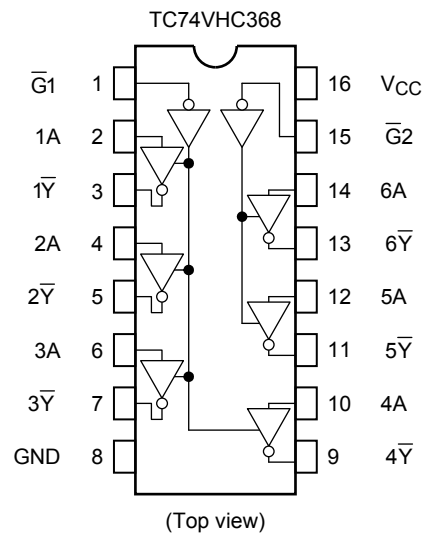 TC74VHC368
G̅1 1 16 VCC
1A 2 15 G̅2
1Y̅ 3 14 6A
2A 4 13 6Y̅
2Y̅ 5 12 5A
3A 6 11 5Y̅
3Y̅ 7 10 4A
GND 8 9 4Y̅
(Top view)